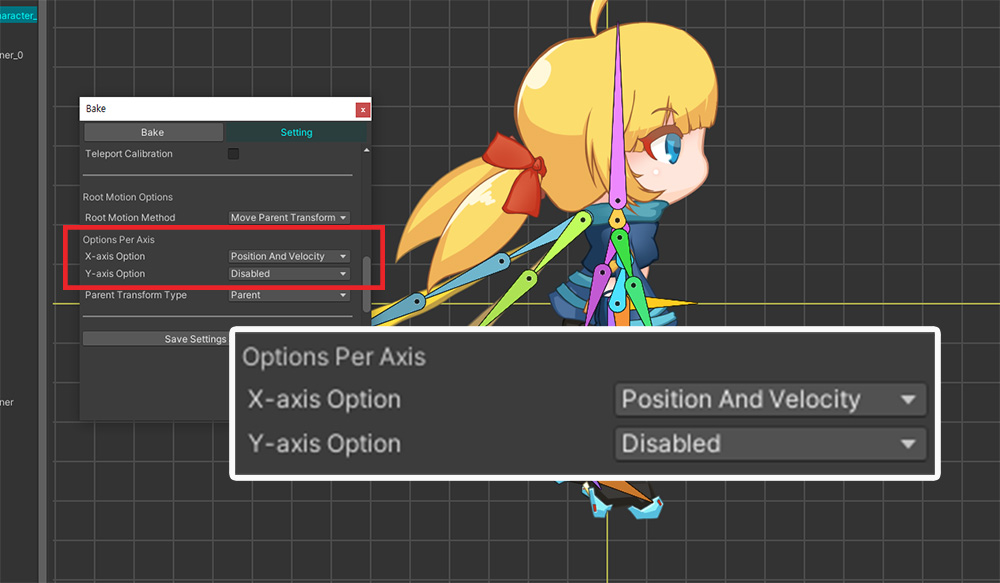 aracter_
ner_0
Bake
x
Bake Setting
Teleport Calibration
Root Motion Options
Root Motion Method Move Parent Transform
Options Per Axis
X-axis Option Position And Velocity
Y-axis Option Disabled
Parent Transform Type Parent
Save Settings
ner
Options Per Axis
X-axis Option Position And Velocity
Y-axis Option Disabled